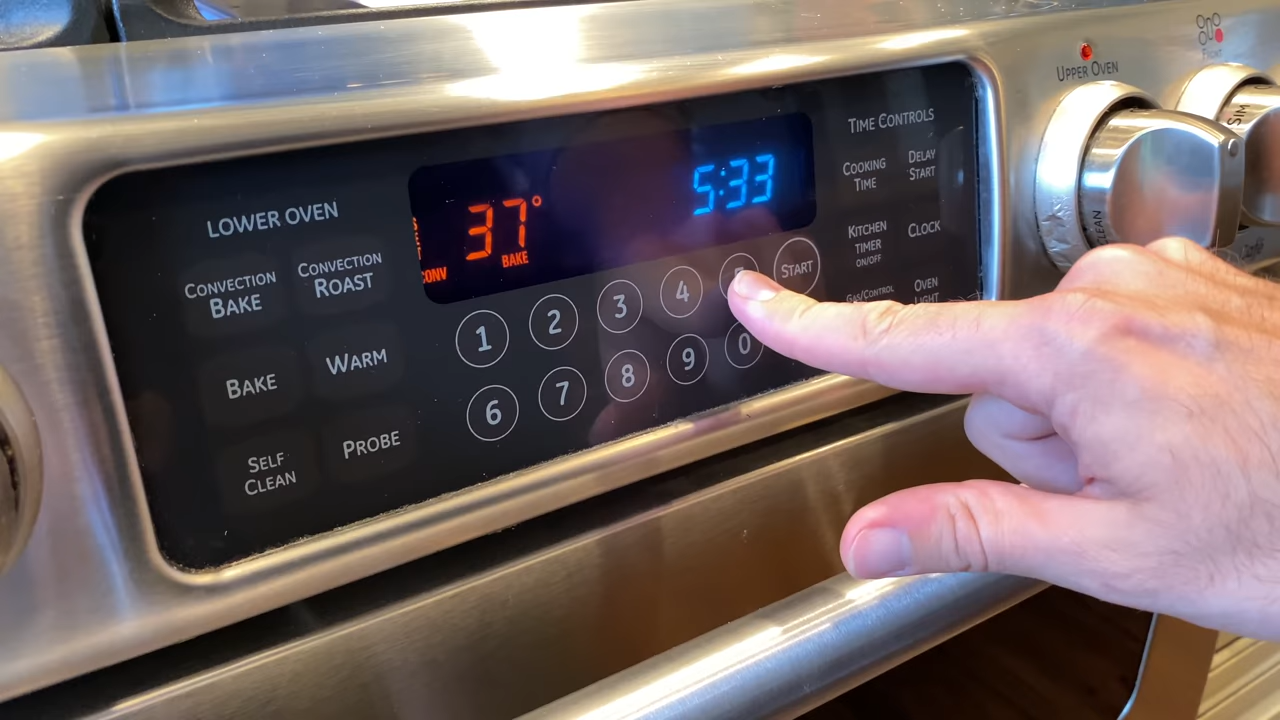 LOWER OVEN
CONVECTION
BAKE
CONVECTION
ROAST
BAKE
WARM
SELF
CLEAN
PROBE
37°
CONV
BAKE
5:33
1
2
3
4
START
6
7
8
9
0
TIME CONTROLS
COOKING
TIME
DELAY
START
KITCHEN
TIMER
ON/OFF
CLOCK
GAS/CONTROL
OVEN
LIGHT
UPPER OVEN
CLEAN
FRONT
SIM